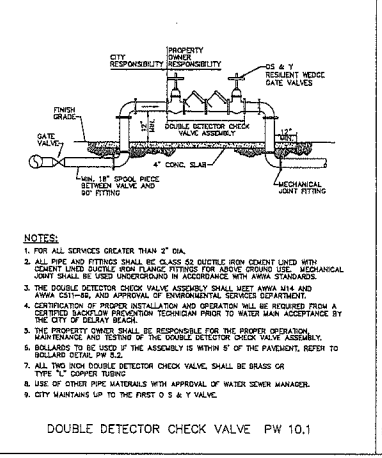 CITY
RESPONSIBILITY
PROPERTY
OWNER
RESPONSIBILITY
OS & Y
RESILIENT WEDGE
GATE VALVES
FINISH
GRADE
12"
MIN.
DOUBLE DETECTOR CHECK
VALVE ASSEMBLY
12"
MIN.
GATE
VALVE
4" CONC. SLAB
MIN. 18" SPOOL PIECE
BETWEEN VALVE AND
90° FITTING
MECHANICAL
JOINT FITTING
NOTES:
1. FOR ALL SERVICES GREATER THAN 2" DIA.
2. ALL PIPE AND FITTINGS SHALL BE CLASS 52 DUCTILE IRON CEMENT LINED WITH
CEMENT LINED DUCTILE IRON FLANGE FITTINGS FOR ABOVE GROUND USE. MECHANICAL
JOINT SHALL BE USED UNDERGROUND IN ACCORDANCE WITH AWWA STANDARDS.
3. THE DOUBLE DETECTOR CHECK VALVE ASSEMBLY SHALL MEET AWWA M14 AND
AWWA C511-89, AND APPROVAL OF ENVIRONMENTAL SERVICES DEPARTMENT.
4. CERTIFICATION OF PROPER INSTALLATION AND OPERATION WILL BE REQUIRED FROM A
CERTIFIED BACKFLOW PREVENTION TECHNICIAN PRIOR TO WATER MAIN ACCEPTANCE BY
THE CITY OF DELRAY BEACH.
5. THE PROPERTY OWNER SHALL BE RESPONSIBLE FOR THE PROPER OPERATION,
MAINTENANCE AND TESTING OF THE DOUBLE DETECTOR CHECK VALVE ASSEMBLY.
6. BOLLARDS TO BE USED IF THE ASSEMBLY IS WITHIN 5' OF THE PAVEMENT, REFER TO
BOLLARD DETAIL PW 8.2.
7. ALL TWO INCH DOUBLE DETECTOR CHECK VALVE, SHALL BE BRASS OR
TYPE "L" COPPER TUBING
8. USE OF OTHER PIPE MATERAILS WITH APPROVAL OF WATER SEWER MANAGER.
9. CITY MAINTAINS UP TO THE FIRST O S & Y VALVE.
DOUBLE DETECTOR CHECK VALVE PW 10.1